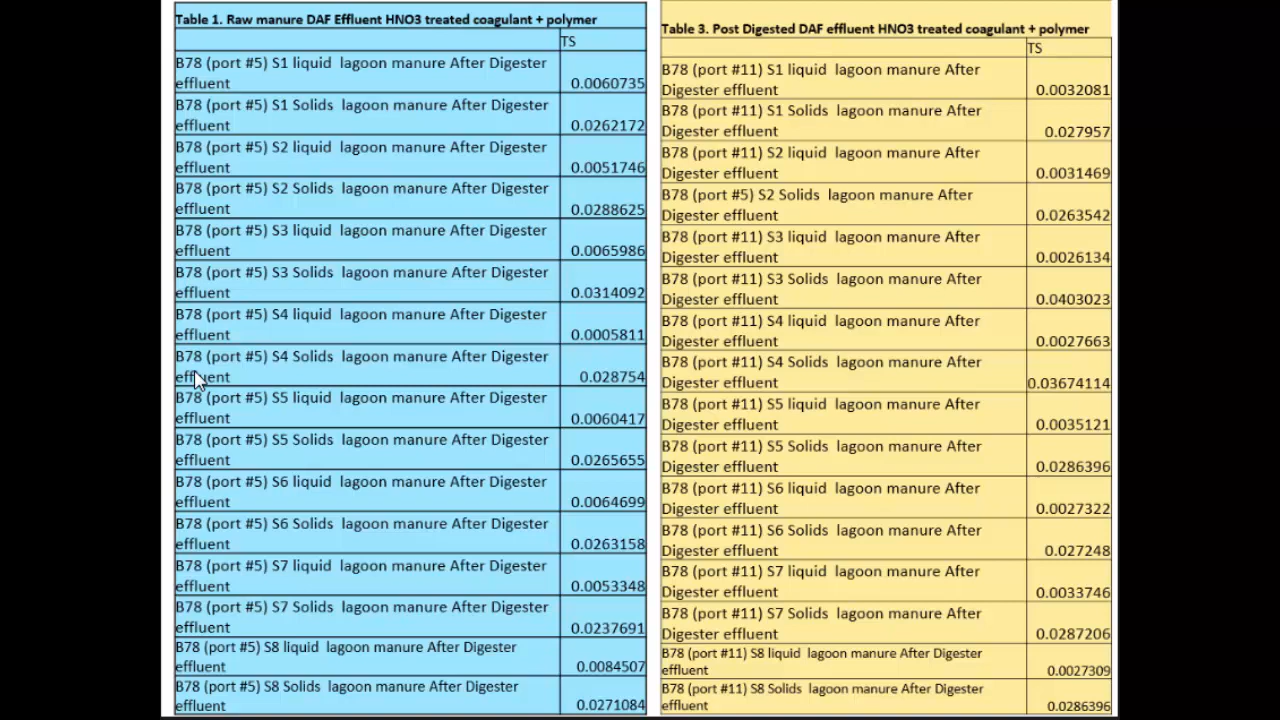 Table 1. Raw manure DAF Effluent HNO3 treated coagulant + polymer
TS
B78 (port #5) S1 liquid lagoon manure After Digester
effluent
0.0060735
B78 (port #5) S1 Solids lagoon manure After Digester
effluent
0.0262172
B78 (port #5) S2 liquid lagoon manure After Digester
effluent
0.0051746
B78 (port #5) S2 Solids lagoon manure After Digester
effluent
0.0288625
B78 (port #5) S3 liquid lagoon manure After Digester
effluent
0.0065986
B78 (port #5) S3 Solids lagoon manure After Digester
effluent
0.0314092
B78 (port #5) S4 liquid lagoon manure After Digester
effluent
0.0005811
B78 (port #5) S4 Solids lagoon manure After Digester
effluent
0.028754
B78 (port #5) S5 liquid lagoon manure After Digester
effluent
0.0060417
B78 (port #5) S5 Solids lagoon manure After Digester
effluent
0.0265655
B78 (port #5) S6 liquid lagoon manure After Digester
effluent
0.0064699
B78 (port #5) S6 Solids lagoon manure After Digester
effluent
0.0263158
B78 (port #5) S7 liquid lagoon manure After Digester
effluent
0.0053348
B78 (port #5) S7 Solids lagoon manure After Digester
effluent
0.0237691
B78 (port #5) S8 liquid lagoon manure After Digester
effluent
0.0084507
B78 (port #5) S8 Solids lagoon manure After Digester
effluent
0.0271084
Table 3. Post Digested DAF effluent HNO3 treated coagulant + polymer
TS
B78 (port #11) S1 liquid lagoon manure After
Digester effluent
0.0032081
B78 (port #11) S1 Solids lagoon manure After
Digester effluent
0.027957
B78 (port #11) S2 liquid lagoon manure After
Digester effluent
0.0031469
B78 (port #5) S2 Solids lagoon manure After
Digester effluent
0.0263542
B78 (port #11) S3 liquid lagoon manure After
Digester effluent
0.0026134
B78 (port #11) S3 Solids lagoon manure After
Digester effluent
0.0403023
B78 (port #11) S4 liquid lagoon manure After
Digester effluent
0.0027663
B78 (port #11) S4 Solids lagoon manure After
Digester effluent
0.03674114
B78 (port #11) S5 liquid lagoon manure After
Digester effluent
0.0035121
B78 (port #11) S5 Solids lagoon manure After
Digester effluent
0.0286396
B78 (port #11) S6 liquid lagoon manure After
Digester effluent
0.0027322
B78 (port #11) S6 Solids lagoon manure After
Digester effluent
0.027248
B78 (port #11) S7 liquid lagoon manure After
Digester effluent
0.0033746
B78 (port #11) S7 Solids lagoon manure After
Digester effluent
0.0287206
B78 (port #11) S8 liquid lagoon manure After Digester
effluent
0.0027309
B78 (port #11) S8 Solids lagoon manure After Digester
effluent
0.0286396